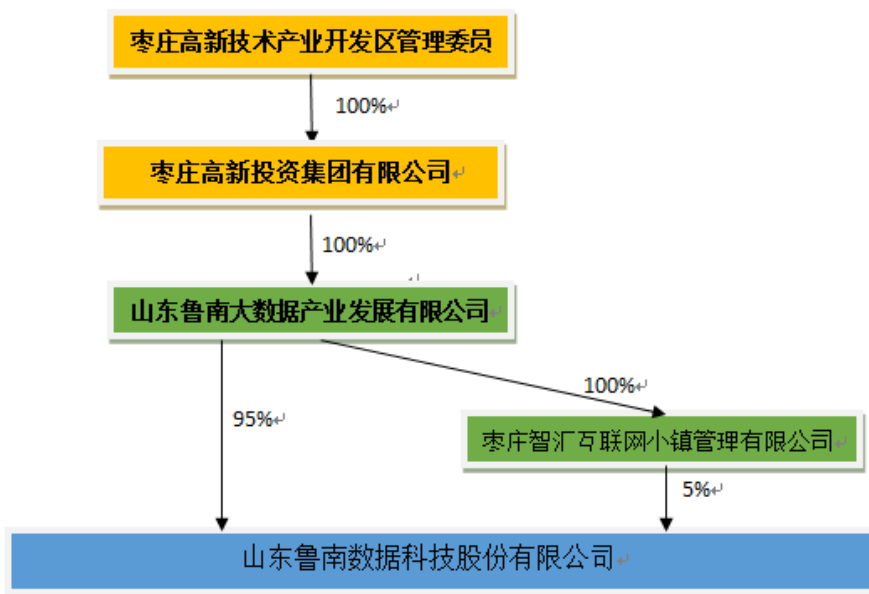 枣庄高新技术产业开发区管理委员
100%↵
枣庄高新投资集团有限公司↵
100%↵
↵
山东鲁南大数据产业发展有限公司↵
100%↵
95%↵
枣庄智汇互联网小镇管理有限公司↵
5%↵
山东鲁南数据科技股份有限公司↵